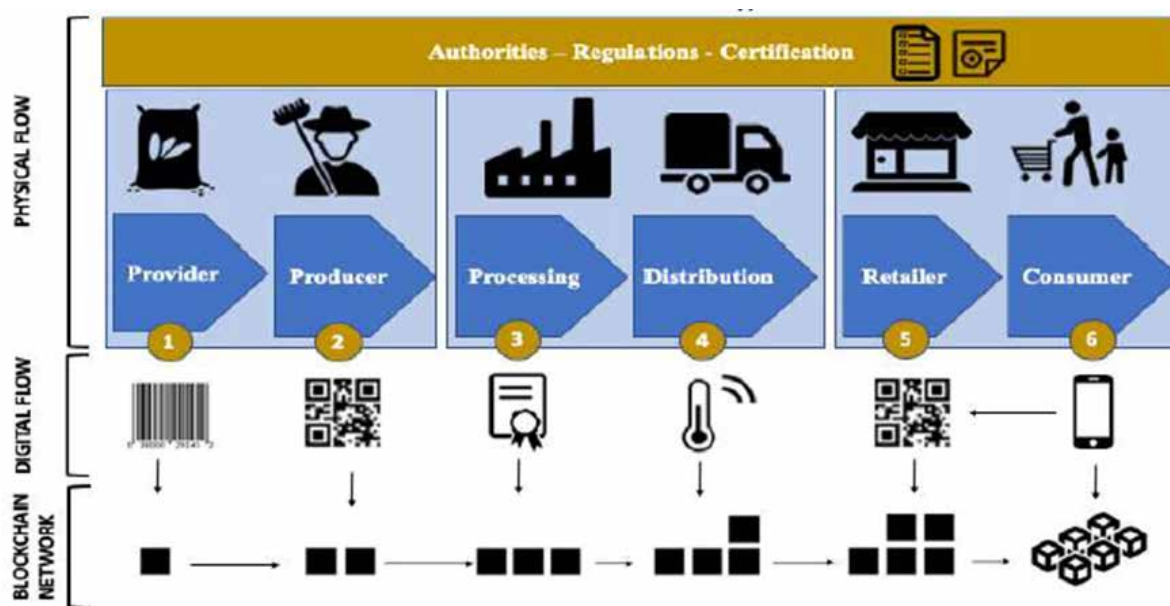 Authorities – Regulations - Certification
PHYSICAL FLOW
Provider
Producer
Processing
Distribution
Retailer
Consumer
1
2
3
4
5
6
DIGITAL FLOW
BLOCKCHAIN
NETWORK